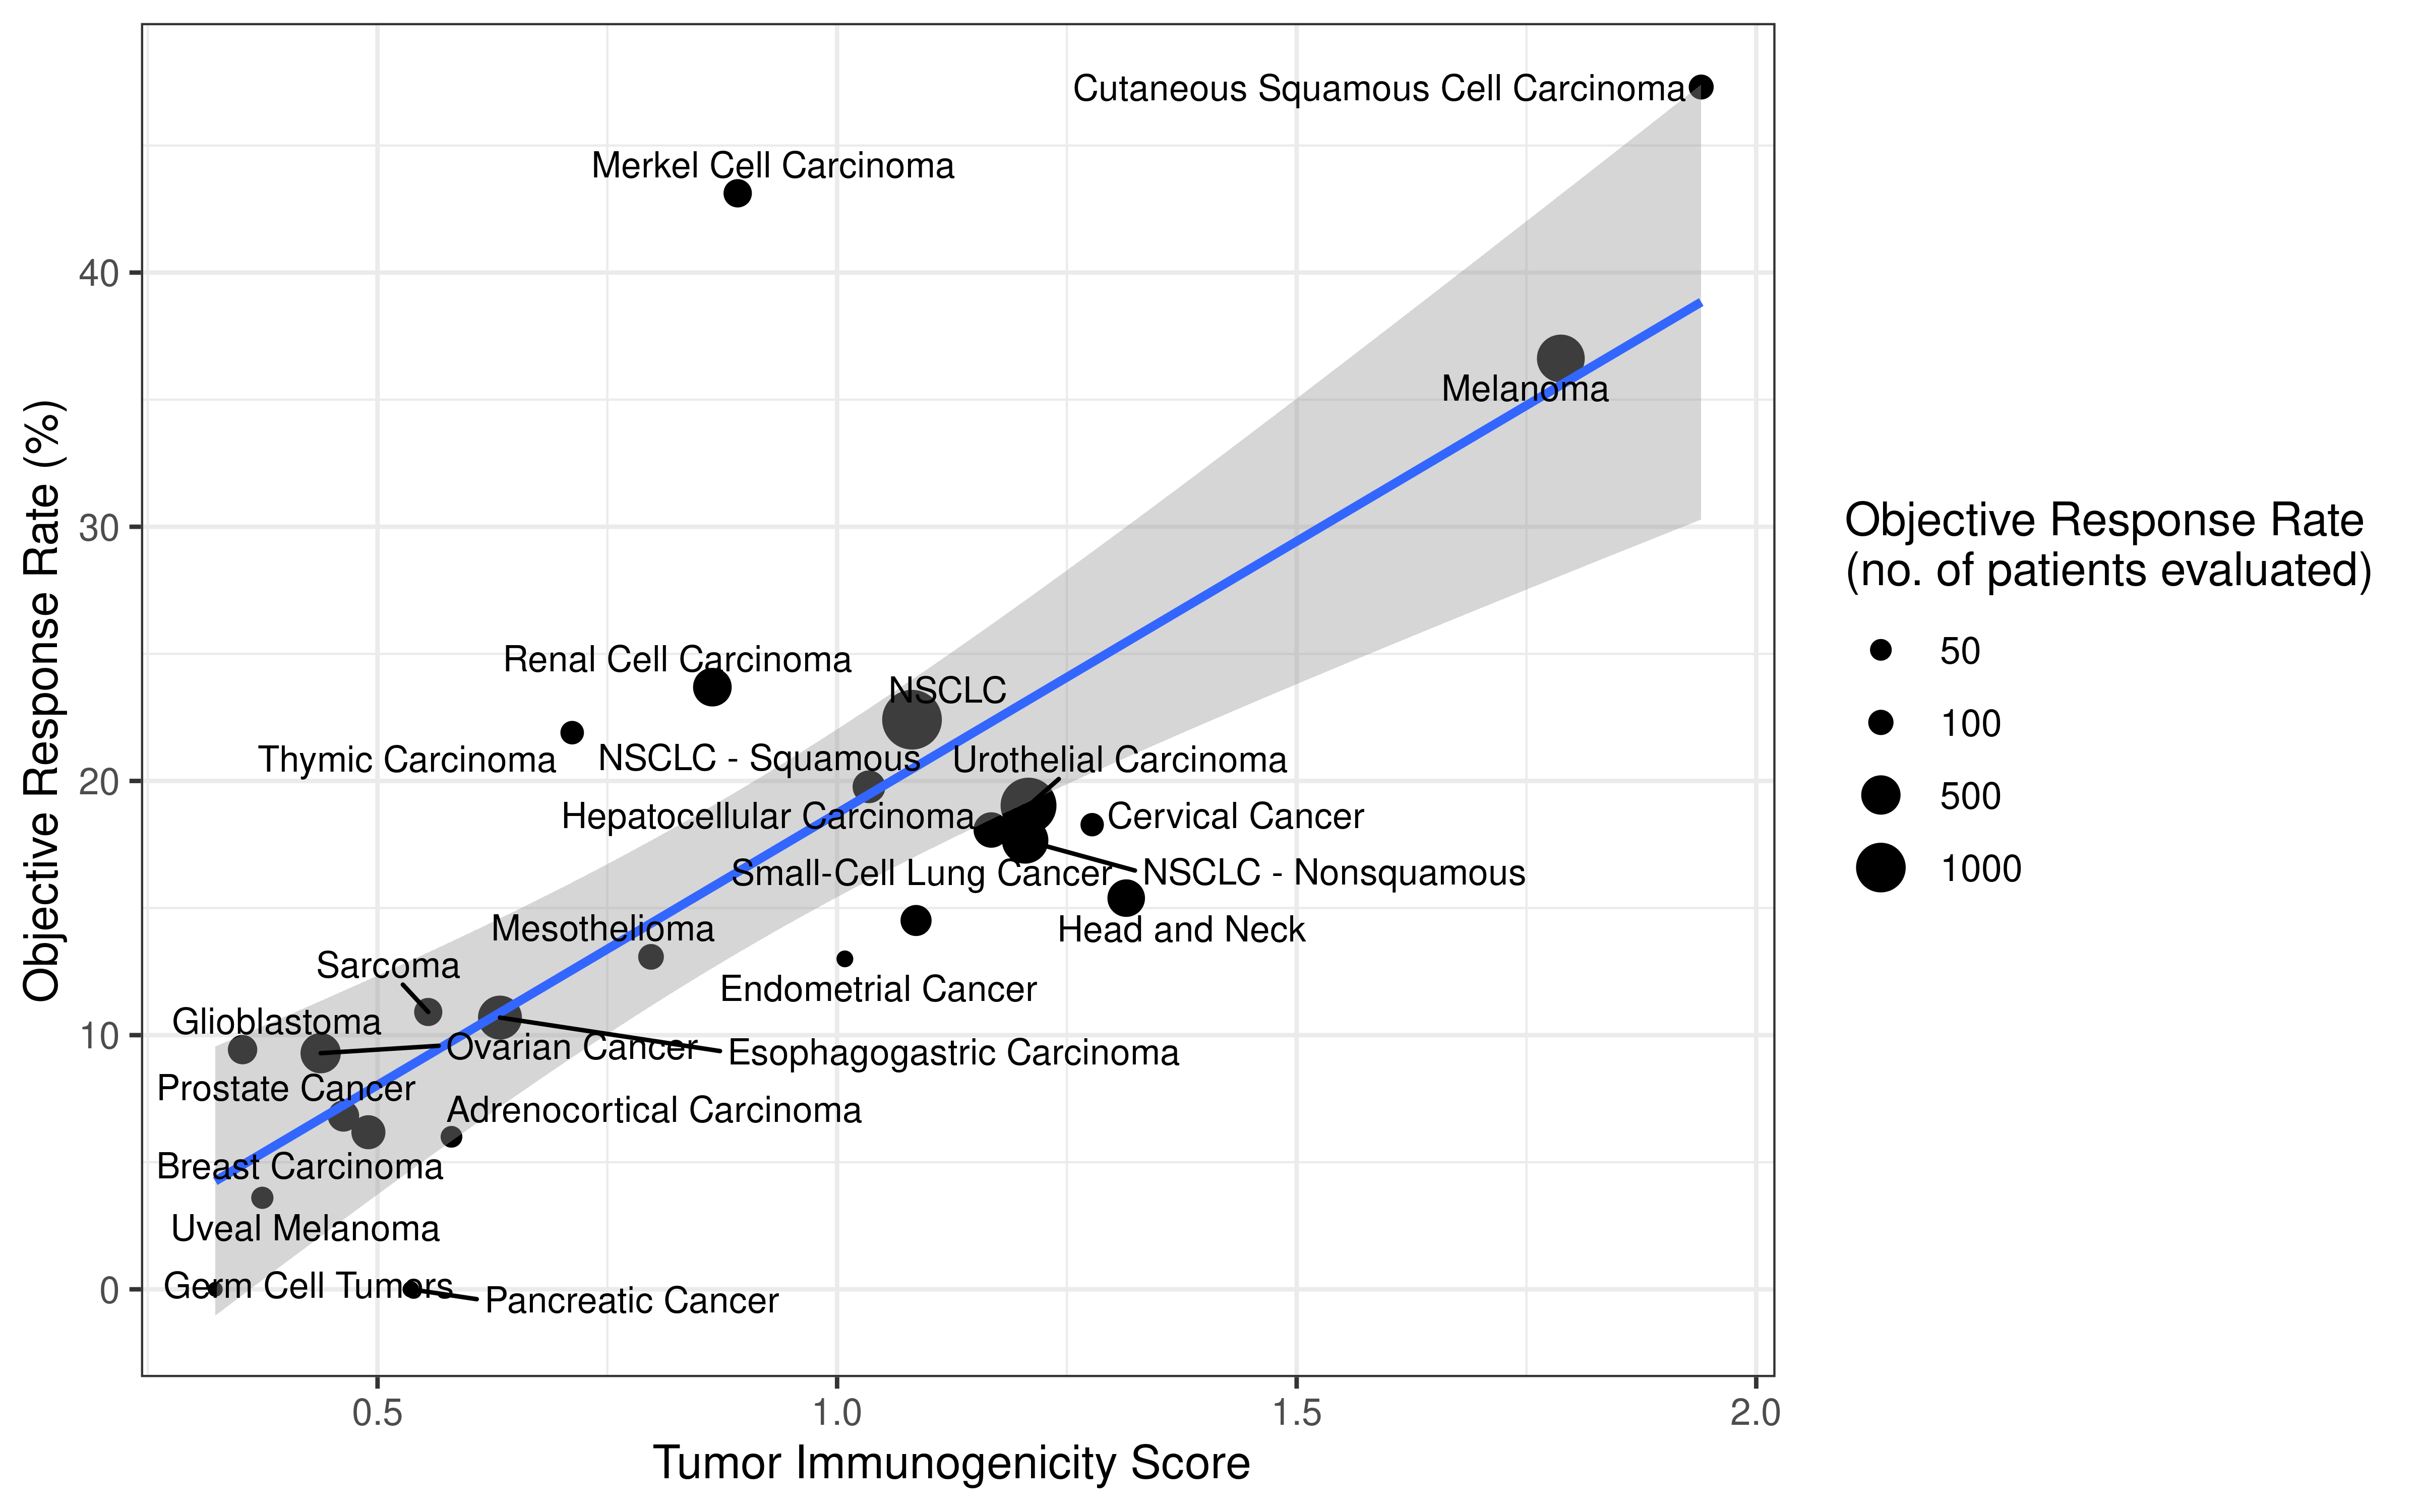 Cutaneous Squamous Cell Carcinoma
Merkel Cell Carcinoma
40
Melanoma
Objective Response Rate (%)
30
Objective Response Rate
(no. of patients evaluated)
50
100
500
1000
Renal Cell Carcinoma
NSCLC
Thymic Carcinoma
NSCLC - Squamous
Urothelial Carcinoma
20
Hepatocellular Carcinoma
Cervical Cancer
Small-Cell Lung Cancer
NSCLC - Nonsquamous
Mesothelioma
Head and Neck
Sarcoma
Endometrial Cancer
Glioblastoma
10
Ovarian Cancer
Esophagogastric Carcinoma
Prostate Cancer
Adrenocortical Carcinoma
Breast Carcinoma
Uveal Melanoma
0
Germ Cell Tumors
Pancreatic Cancer
0.5
1.0
1.5
2.0
Tumor Immunogenicity Score